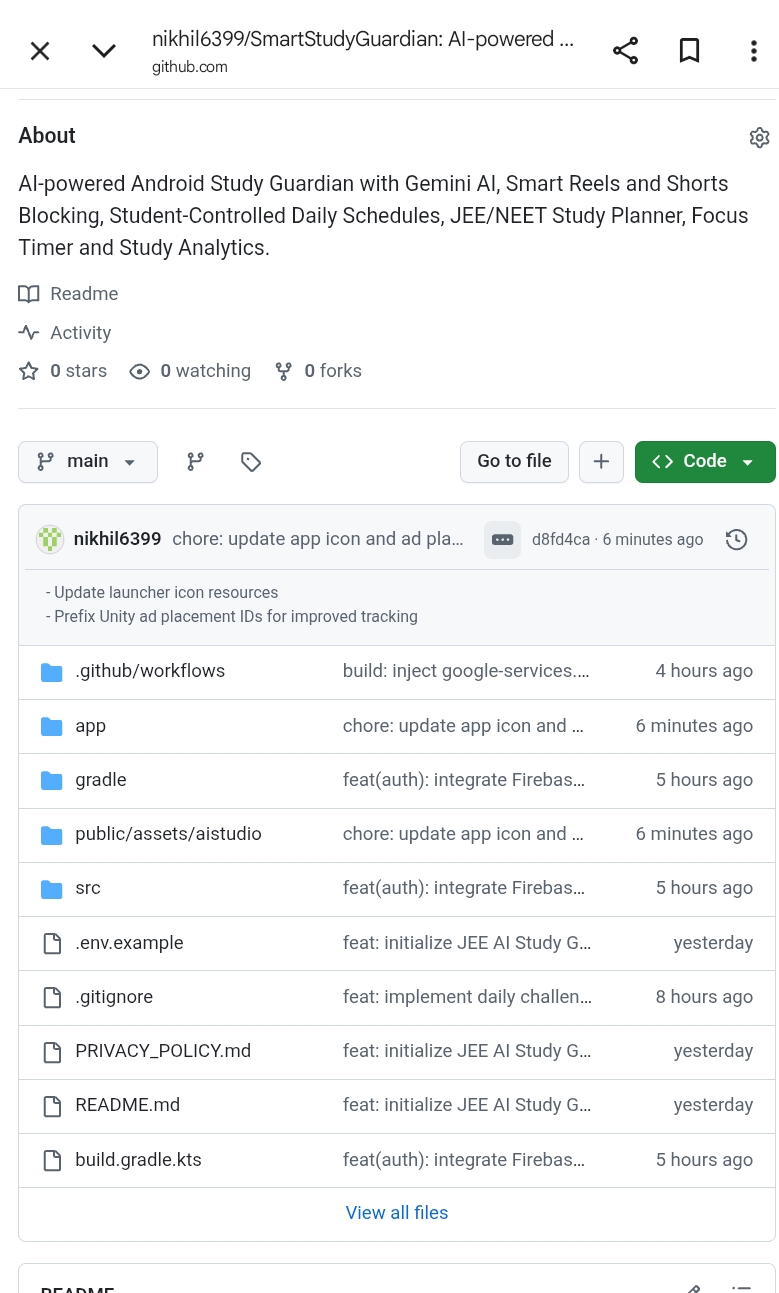 nikhil6399/SmartStudyGuardian: AI-powered ...
github.com
About
AI-powered Android Study Guardian with Gemini AI, Smart Reels and Shorts
Blocking, Student-Controlled Daily Schedules, JEE/NEET Study Planner, Focus
Timer and Study Analytics.
Readme
Activity
0 stars 0 watching 0 forks
main Go to file + Code
nikhil6399 chore: update app icon and ad pla... d8fd4ca · 6 minutes ago
- Update launcher icon resources
- Prefix Unity ad placement IDs for improved tracking
.github/workflows build: inject google-services.... 4 hours ago
app chore: update app icon and ... 6 minutes ago
gradle feat(auth): integrate Firebas... 5 hours ago
public/assets/aistudio chore: update app icon and ... 6 minutes ago
src feat(auth): integrate Firebas... 5 hours ago
.env.example feat: initialize JEE AI Study G... yesterday
.gitignore feat: implement daily challen... 8 hours ago
PRIVACY_POLICY.md feat: initialize JEE AI Study G... yesterday
README.md feat: initialize JEE AI Study G... yesterday
build.gradle.kts feat(auth): integrate Firebas... 5 hours ago
View all files
README